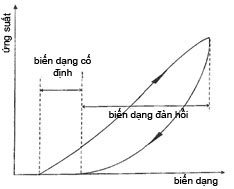 ứng suất
biến dạng cố
định
biến dạng đàn hồi
biến dạng